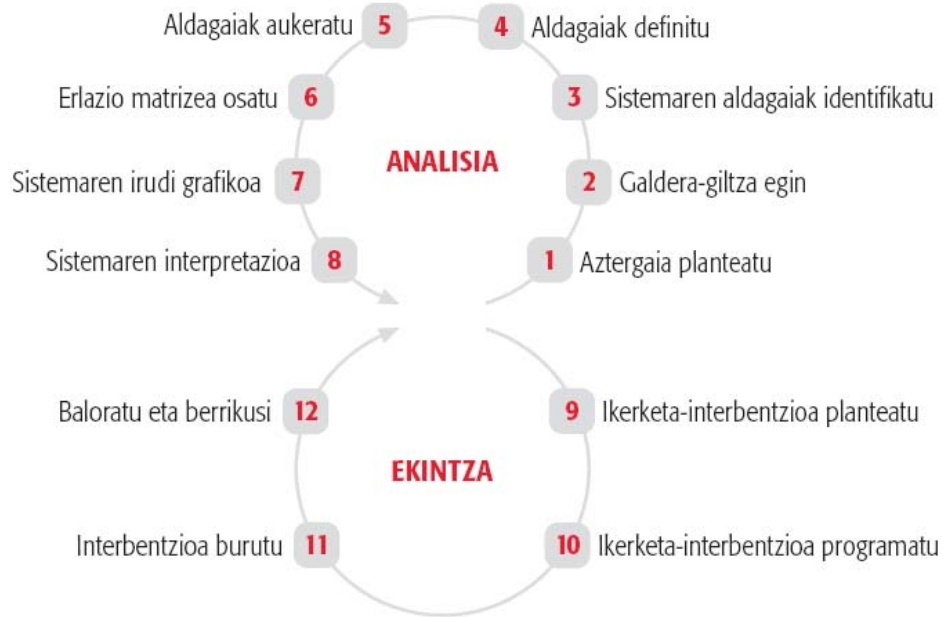 Aldagaiak aukeratu 5 4 Aldagaiak definitu
Erlazio matrizea osatu 6 3 Sistemaren aldagaiak identifikatu
ANALISIA
Sistemaren irudi grafikoa 7 2 Galdera-giltza egin
Sistemaren interpretazioa 8 1 Aztergaia planteatu
Baloratu eta berrikusi 12 9 Ikerketa-interbentzioa planteatu
EKINTZA
Interbentzioa burutu 11 10 Ikerketa-interbentzioa programatu